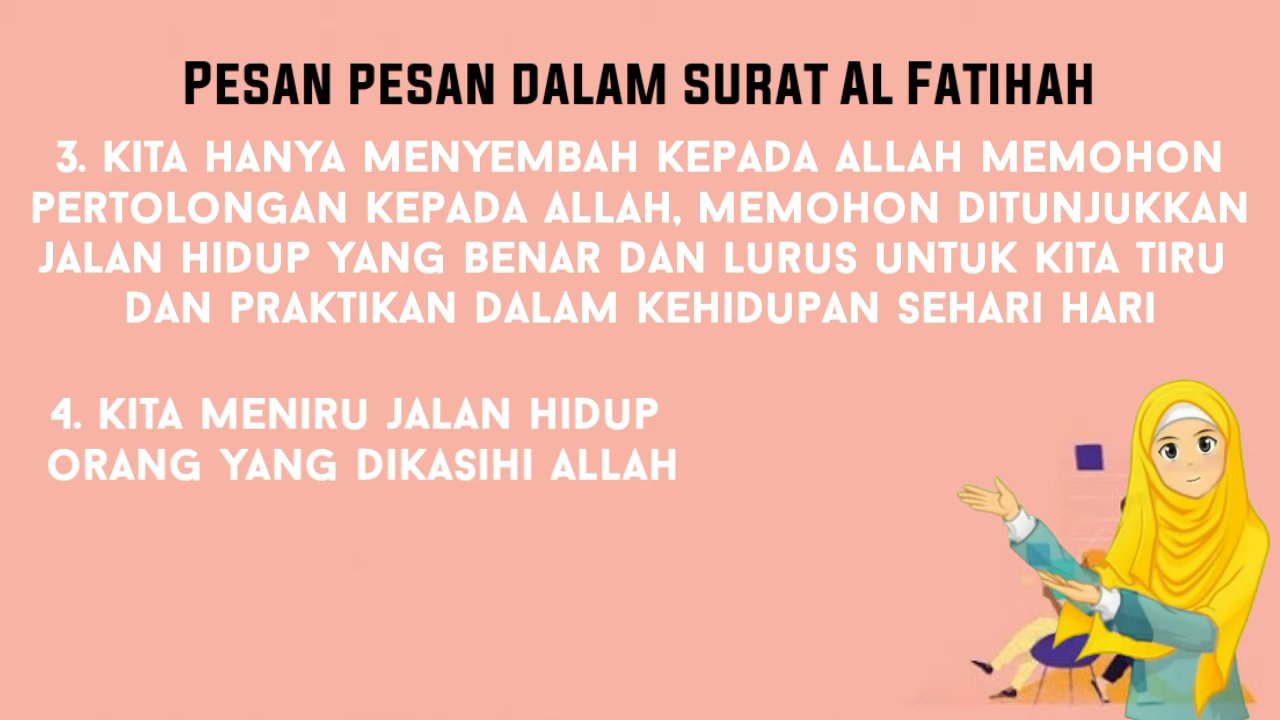 Pesan pesan dalam surat Al Fatihah
3. KITA HANYA MENYEMBAH KEPADA ALLAH MEMOHON
PERTOLONGAN KEPADA ALLAH, MEMOHON DITUNJUKKAN
JALAN HIDUP YANG BENAR DAN LURUS UNTUK KITA TIRU
DAN PRAKTIKAN DALAM KEHIDUPAN SEHARI HARI
4. KITA MENIRU JALAN HIDUP
ORANG YANG DIKASIHI ALLAH